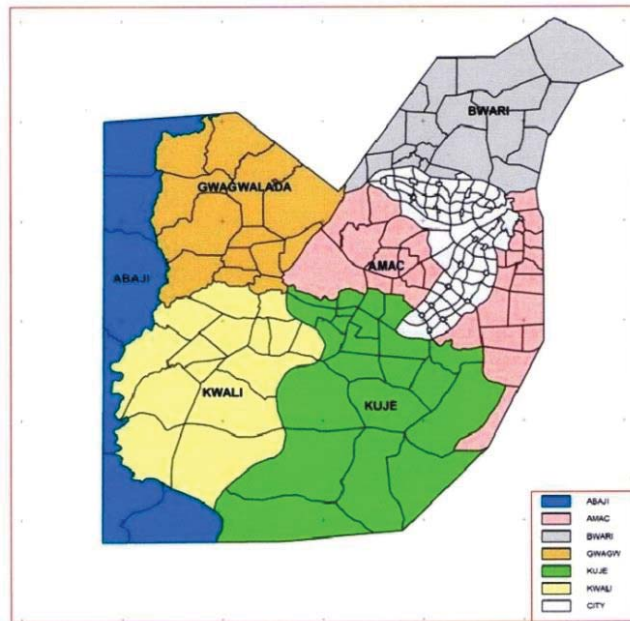 BWARI
GWAGWALADA
AMAC
ABAJI
KWALI
KUJE
ABAJI
AMAC
BWARI
GWAGW
KUJE
KWALI
CITY